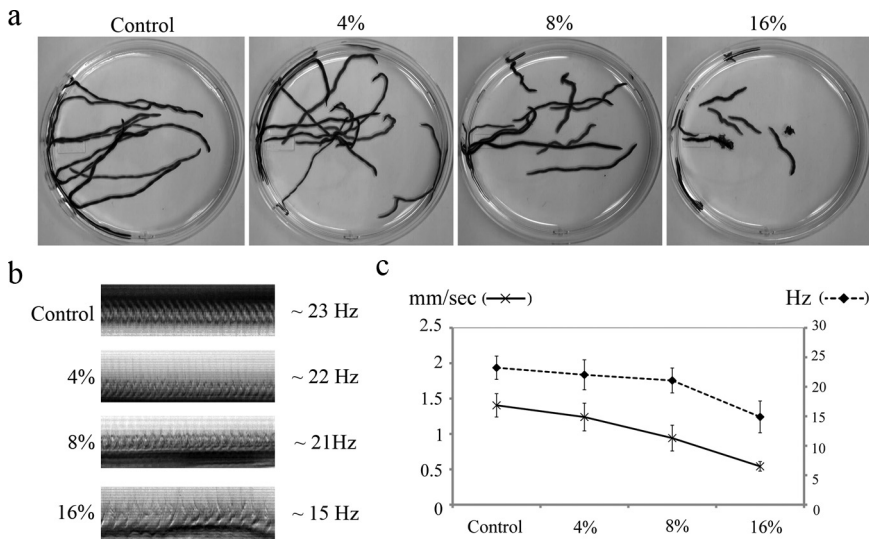 a
Control
4%
8%
16%
b
Control
~ 23 Hz
4%
~ 22 Hz
8%
~ 21Hz
16%
~ 15 Hz
c
mm/sec ( )
Hz ( )
2.5
2
1.5
1
0.5
0
30
25
20
15
10
5
0
Control
4%
8%
16%